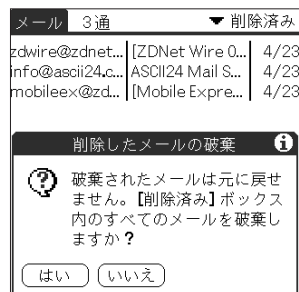 メール 3通 ▼ 削除済み
zdwire@zdnet... [ZDNet Wire 0... 4/23
info@ascii24.c... ASCII24 Mail S... 4/23
mobileex@zd... [Mobile Expre... 4/23
削除したメールの破棄
破棄されたメールは元に戻せ
ません。【削除済み】ボックス
内のすべてのメールを破棄し
ますか?
はい いいえ